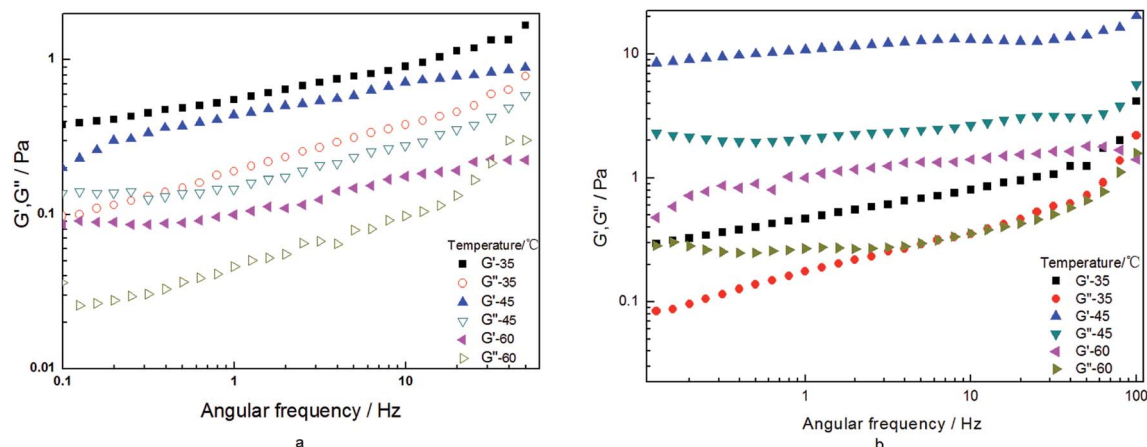 G',G'' / Pa
1
0.1
0.01
0.1
1
10
Temperature/℃
G'-35
G''-35
G'-45
G''-45
G'-60
G''-60
Angular frequency / Hz
a
G',G'' / Pa
10
1
0.1
1
10
100
Temperature/℃
G'-35
G''-35
G'-45
G''-45
G'-60
G''-60
Angular frequency / Hz
b